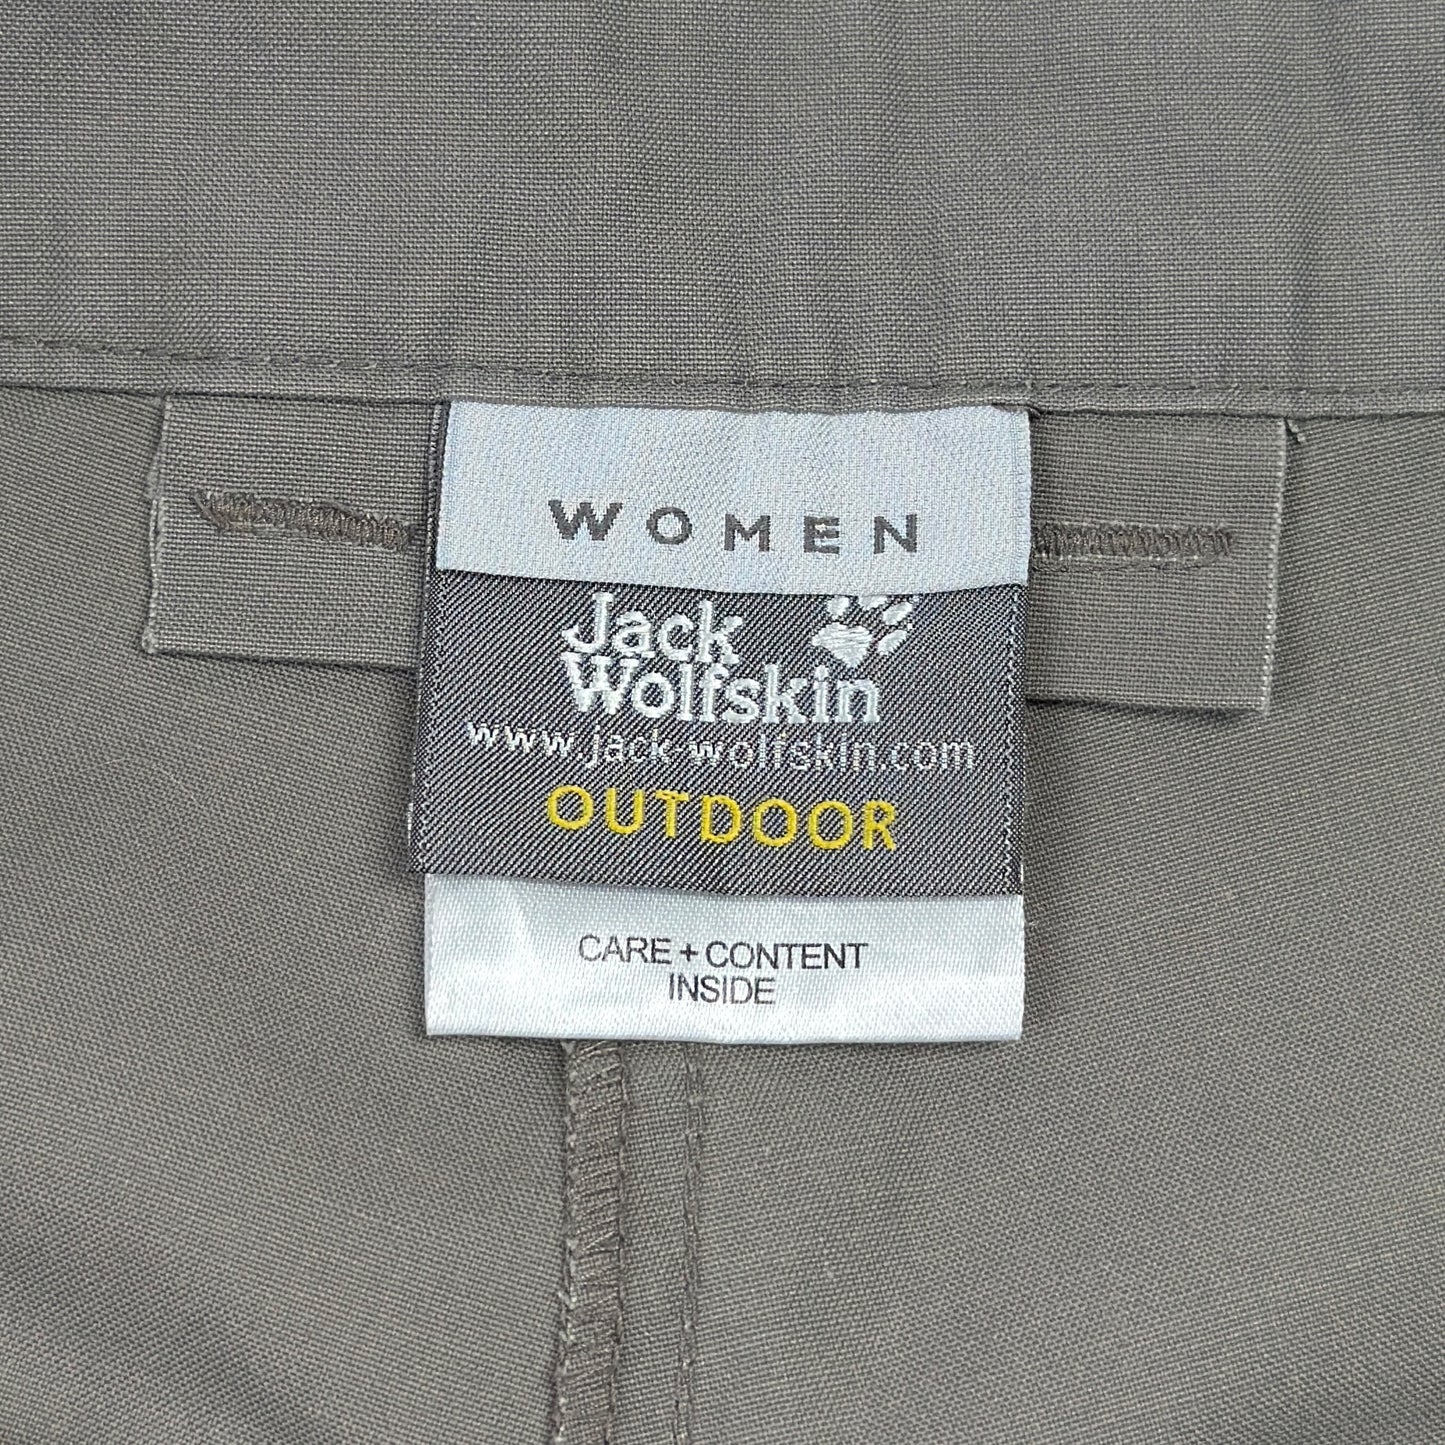 WOMEN
Jack
Wolfskin
www.jack-wolfskin.com
OUTDOOR
CARE + CONTENT
INSIDE